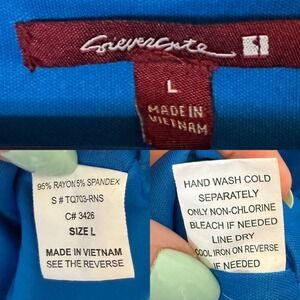 SilverCute
L
MADE IN
VIETNAM
95% RAYON 5% SPANDEX
S # TQ703-RNS
C# 3426
SIZE L
MADE IN VIETNAM
SEE THE REVERSE
HAND WASH COLD
SEPARATELY
ONLY NON-CHLORINE
BLEACH IF NEEDED
LINE DRY
COOL IRON ON REVERSE
IF NEEDED